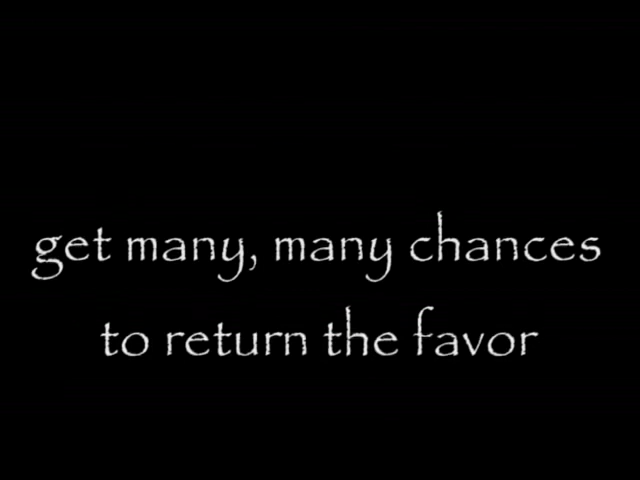 get many, many chances
to return the favor